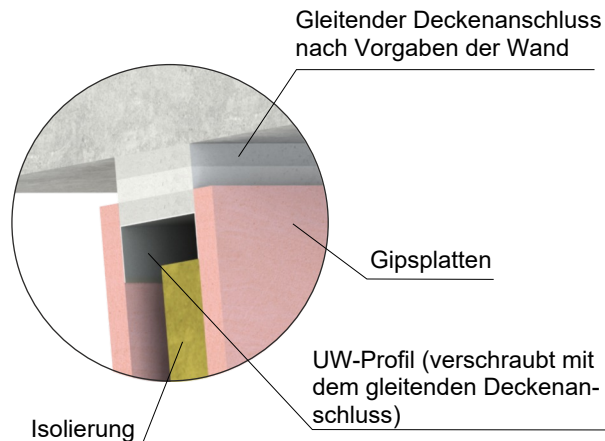 Gleitender Deckenanschluss
nach Vorgaben der Wand
Gipsplatten
UW-Profil (verschraubt mit
dem gleitenden Deckenan-
schluss)
Isolierung